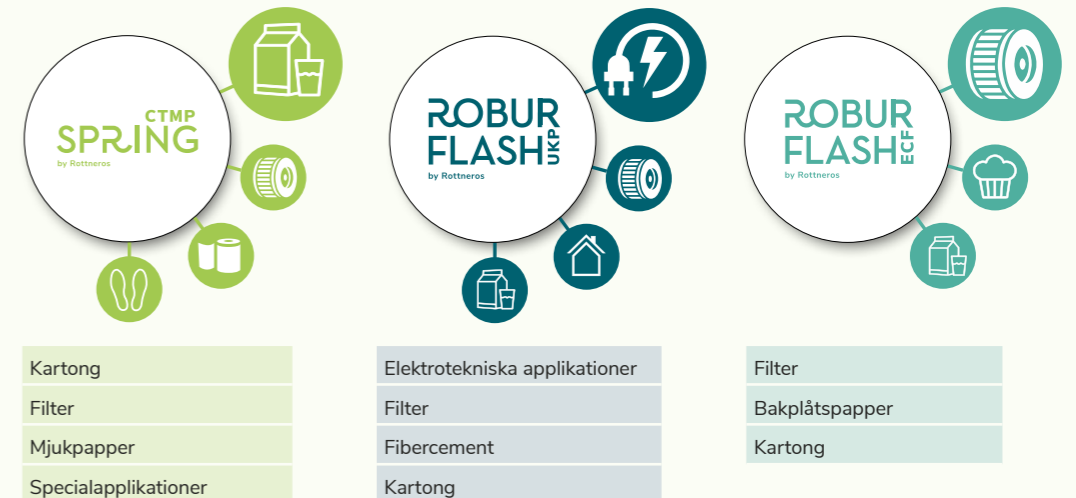 CTMP
SPRING
by Rottneros
ROBUR
FLASH UKP
by Rottneros
ROBUR
FLASH ECF
by Rottneros
Kartong
Filter
Mjukpapper
Specialapplikationer
Elektrotekniska applikationer
Filter
Fibercement
Kartong
Filter
Bakplåtspapper
Kartong